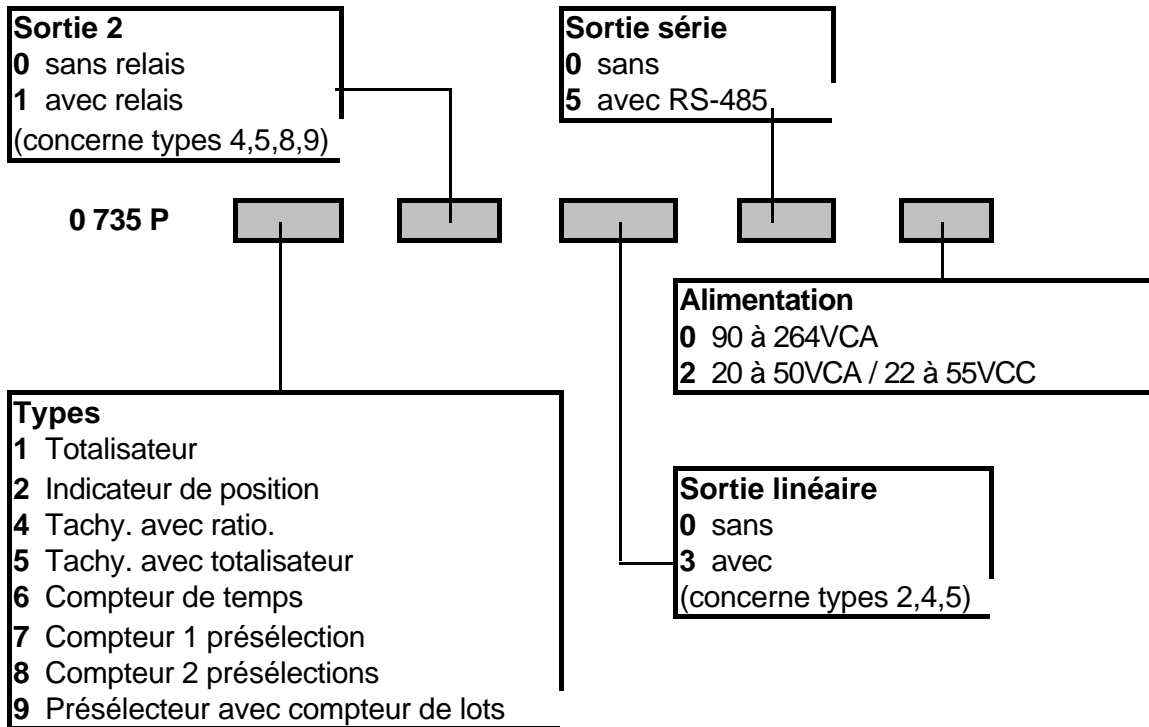 Sortie 2
0 sans relais
1 avec relais
(concerne types 4,5,8,9)
Sortie série
0 sans
5 avec RS-485
0 735 P
Alimentation
0 90 à 264VCA
2 20 à 50VCA / 22 à 55VCC
Types
1 Totalisateur
2 Indicateur de position
4 Tachy. avec ratio.
5 Tachy. avec totalisateur
6 Compteur de temps
7 Compteur 1 présélection
8 Compteur 2 présélections
9 Présélecteur avec compteur de lots
Sortie linéaire
0 sans
3 avec
(concerne types 2,4,5)